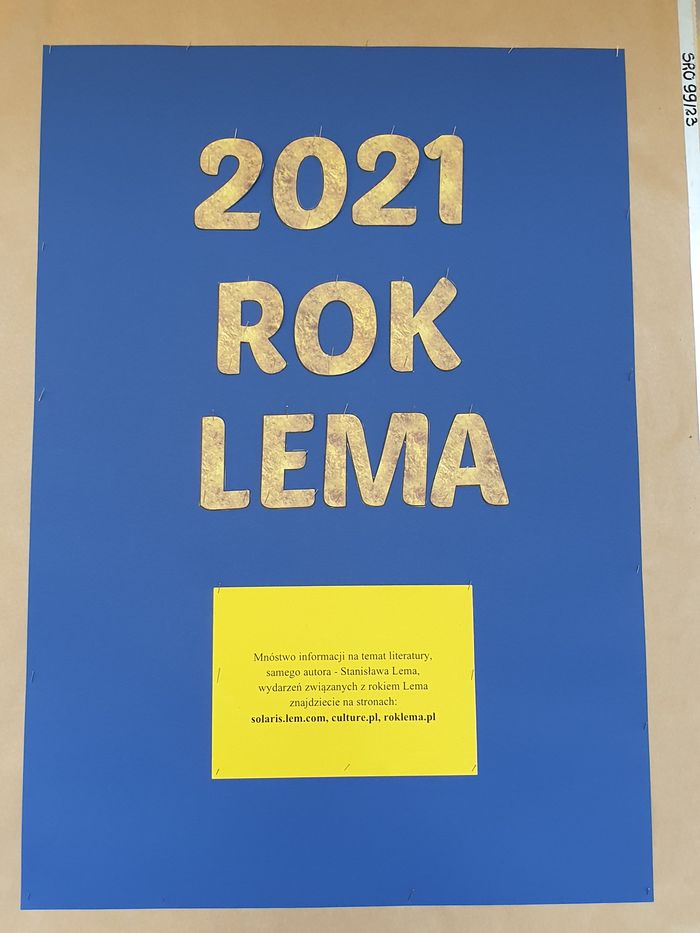 2021
ROK
LEMA
Mnóstwo informacji na temat literatury,
samego autora - Stanisława Lema,
wydarzeń związanych z rokiem Lema
znajdziecie na stronach:
solaris.lem.com, culture.pl, roklema.pl
SRO 99/23